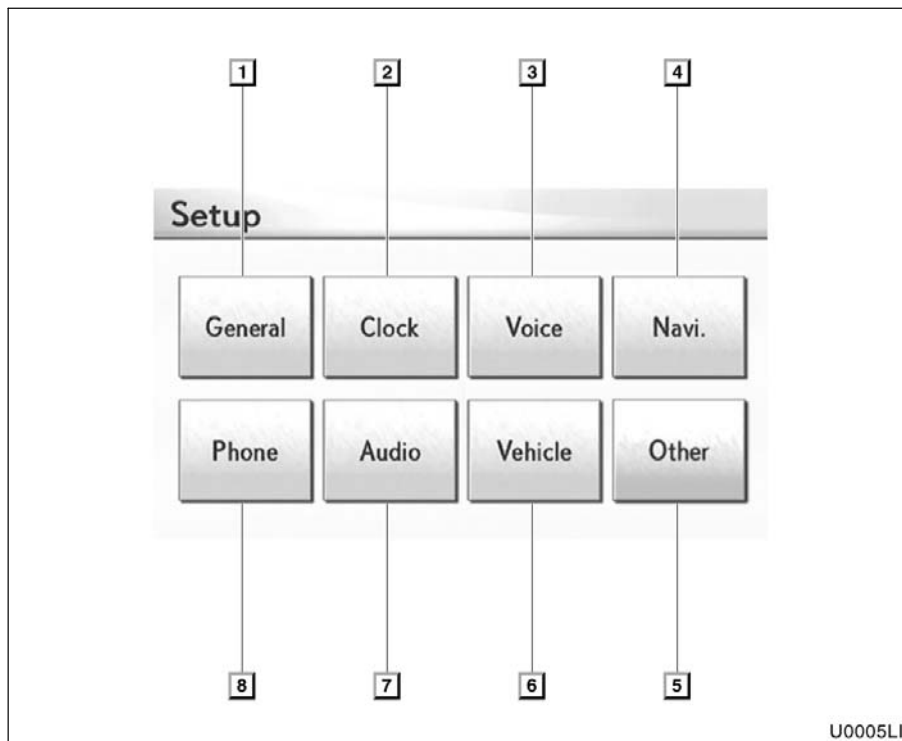 1 2 3 4
Setup
General Clock Voice Navi.
Phone Audio Vehicle Other
8 7 6 5
U0005LI